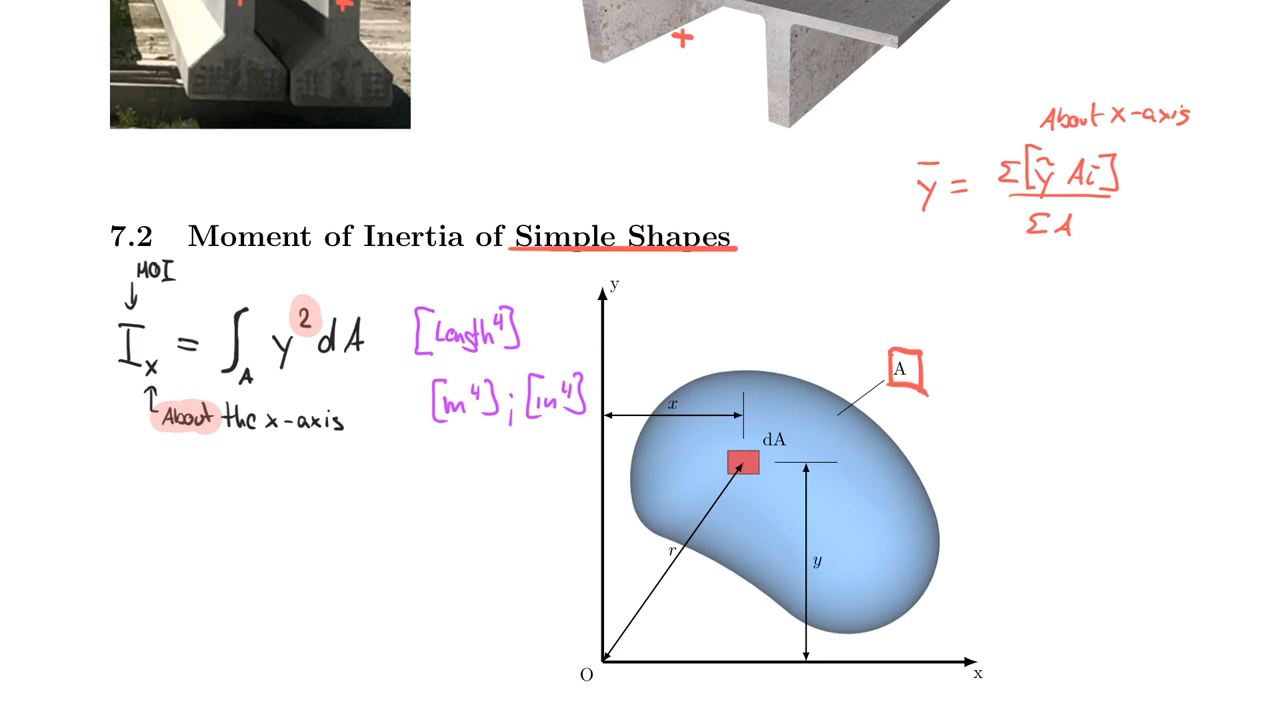 About x-axis
ȳ = Σ[ỹ Ai] / ΣA
7.2 Moment of Inertia of Simple Shapes
MOI
Iₓ = ∫_A y² dA [Length⁴]
[m⁴] ; [in⁴]
About the x-axis
y
A
x
dA
r
y
O
x